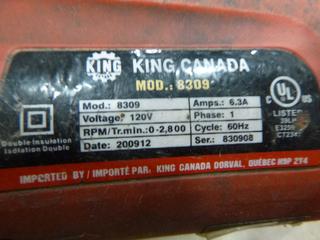 KING
KING CANADA
MOD.: 8309
Mod.: 8309
Amps.: 6.3A
Voltage: 120V
Phase: 1
RPM/Tr.min.: 0-2,800
Cycle: 60Hz
Date: 200912
Ser.: 830908
Double Insulation
Isolation Double
C UL US
LISTED
IMPORTED BY / IMPORTÉ PAR. KING CANADA DORVAL, QUÉBEC H9P 2Y4